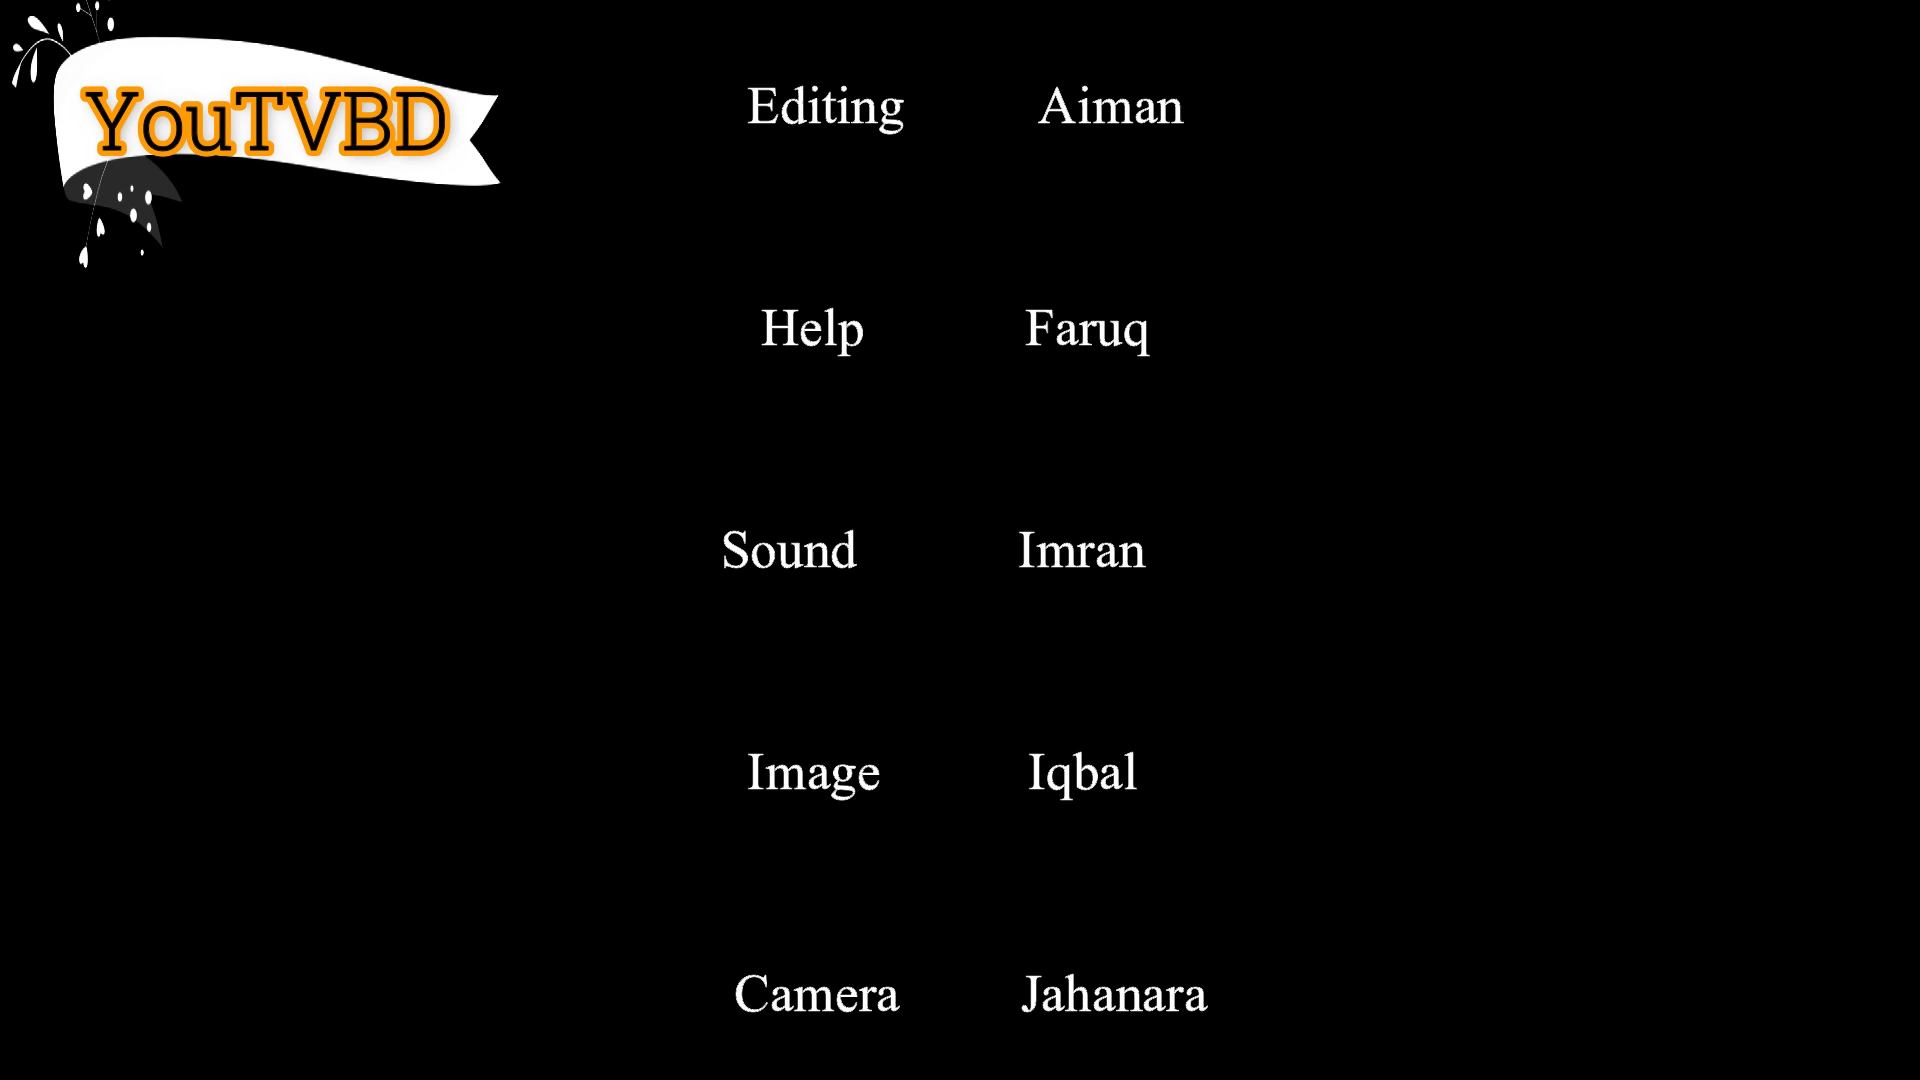 YouTVBD
Editing Aiman
Help Faruq
Sound Imran
Image Iqbal
Camera Jahanara